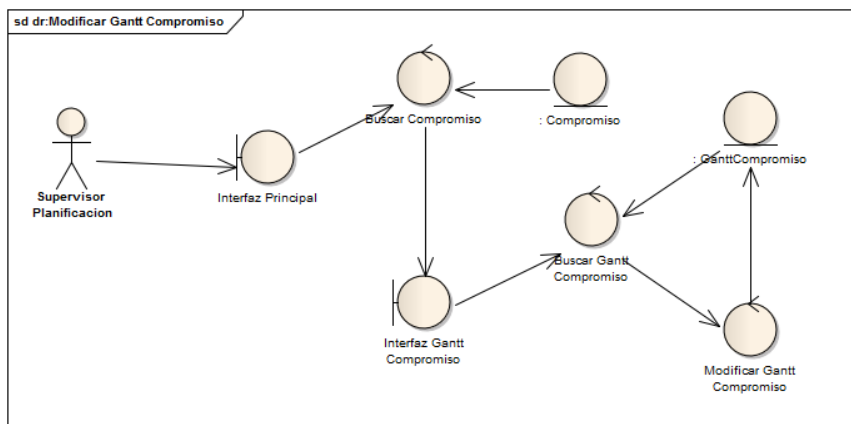 sd dr:Modificar Gantt Compromiso
Buscar Compromiso
: Compromiso
: GanttCompromiso
Supervisor
Planificacion
Interfaz Principal
Buscar Gantt
Compromiso
Interfaz Gantt
Compromiso
Modificar Gantt
Compromiso